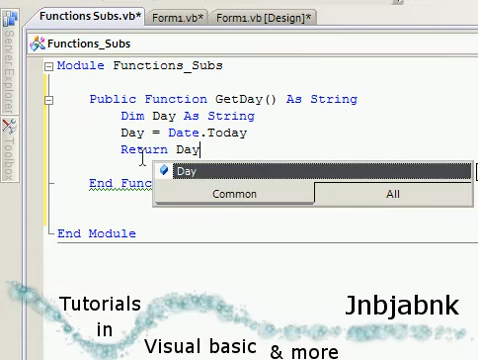 Functions Subs.vb* Form1.vb* Form1.vb [Design]*
Server Explorer
Toolbox
Functions_Subs
Module Functions_Subs
Public Function GetDay() As String
Dim Day As String
Day = Date.Today
Return Day
Day
Common All
End Func
End Module
Tutorials
in
Visual basic
& more
Jnbjabnk